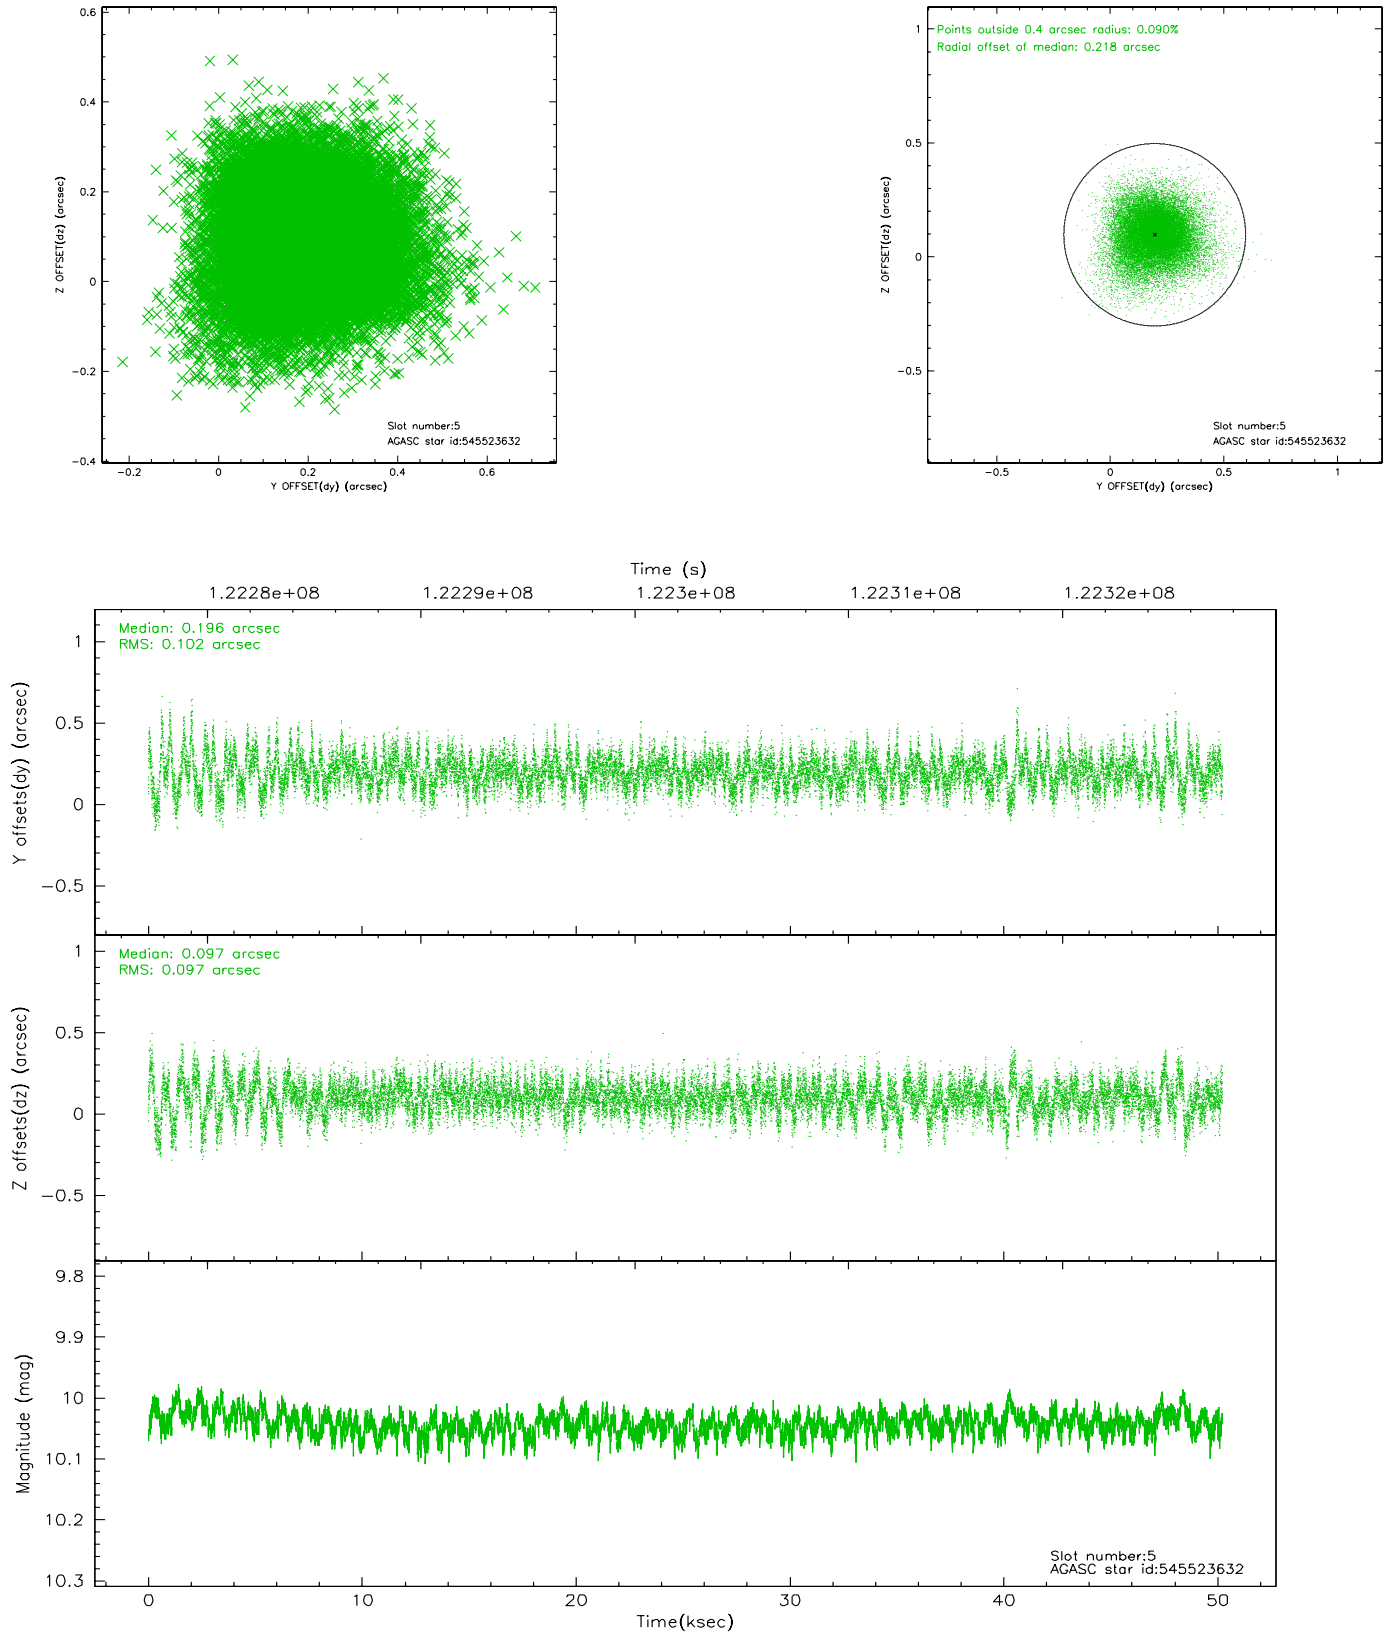 0.6
0.4
0.2
0
−0.2
−0.4
Z OFFSET(dz) (arcsec)
−0.2 0 0.2 0.4 0.6
Y OFFSET(dy) (arcsec)
Slot number:5
AGASC star id:545523632
Points outside 0.4 arcsec radius: 0.090%
Radial offset of median: 0.218 arcsec
1
0.5
0
−0.5
Z OFFSET(dz) (arcsec)
−0.5 0 0.5 1
Y OFFSET(dy) (arcsec)
Slot number:5
AGASC star id:545523632
Time (s)
1.2228e+08 1.2229e+08 1.223e+08 1.2231e+08 1.2232e+08
Median: 0.196 arcsec
RMS: 0.102 arcsec
1
0.5
0
−0.5
Y offsets(dy) (arcsec)
Median: 0.097 arcsec
RMS: 0.097 arcsec
1
0.5
0
−0.5
Z offsets(dz) (arcsec)
9.8
9.9
10
10.1
10.2
10.3
Magnitude (mag)
Slot number:5
AGASC star id:545523632
0 10 20 30 40 50
Time(ksec)